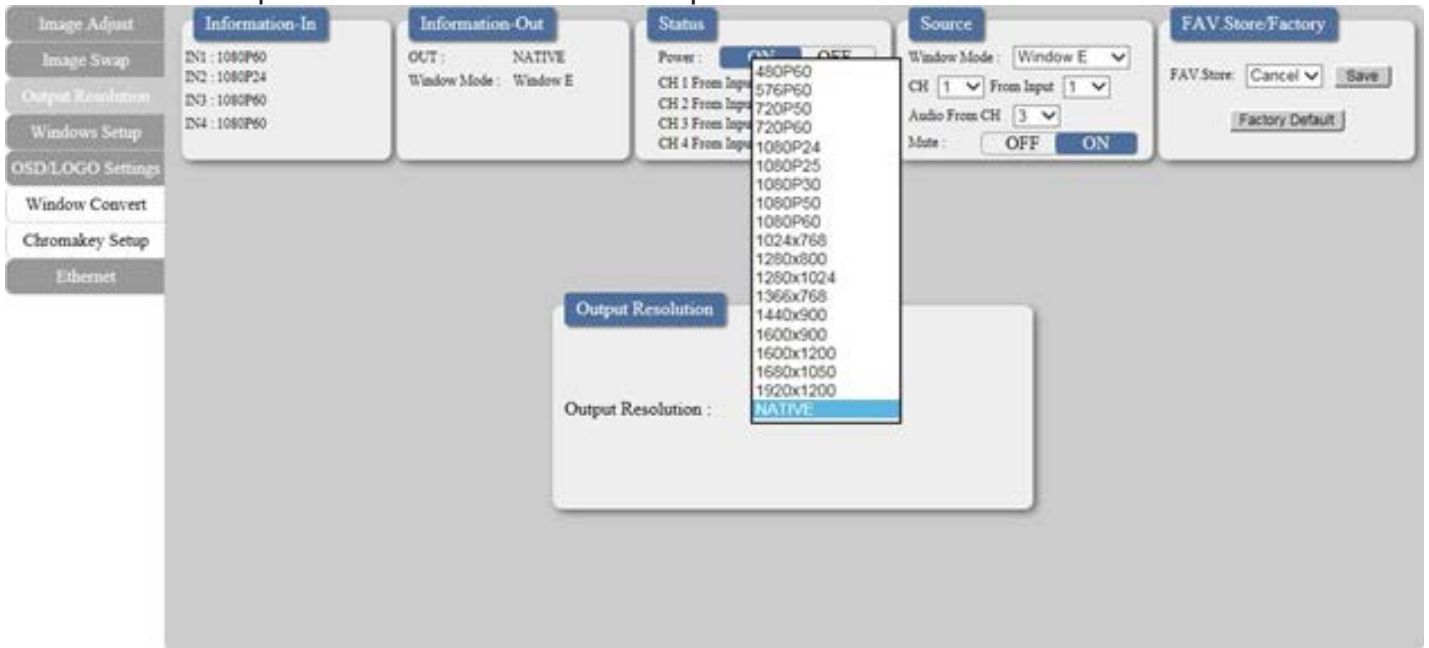 Image Adjust
Image Swap
Output Resolution
Windows Setup
OSD/LOGO Settings
Window Convert
Chromakey Setup
Ethernet
Information-In
IN1 : 1080P60
IN2 : 1080P24
IN3 : 1080P60
IN4 : 1080P60
Information-Out
OUT : NATIVE
Window Mode : Window E
Status
Power : ON OFF
CH 1 From Input
CH 2 From Input
CH 3 From Input
CH 4 From Input
Source
Window Mode : Window E
CH 1 From Input 1
Audio From CH 3
Mute : OFF ON
FAV.Store/Factory
FAV.Store: Cancel Save
Factory Default
480P60
576P60
720P50
720P60
1080P24
1080P25
1080P30
1080P50
1080P60
1024x768
1280x800
1280x1024
1366x768
1440x900
1600x900
1600x1200
1680x1050
1920x1200
NATIVE
Output Resolution
Output Resolution :